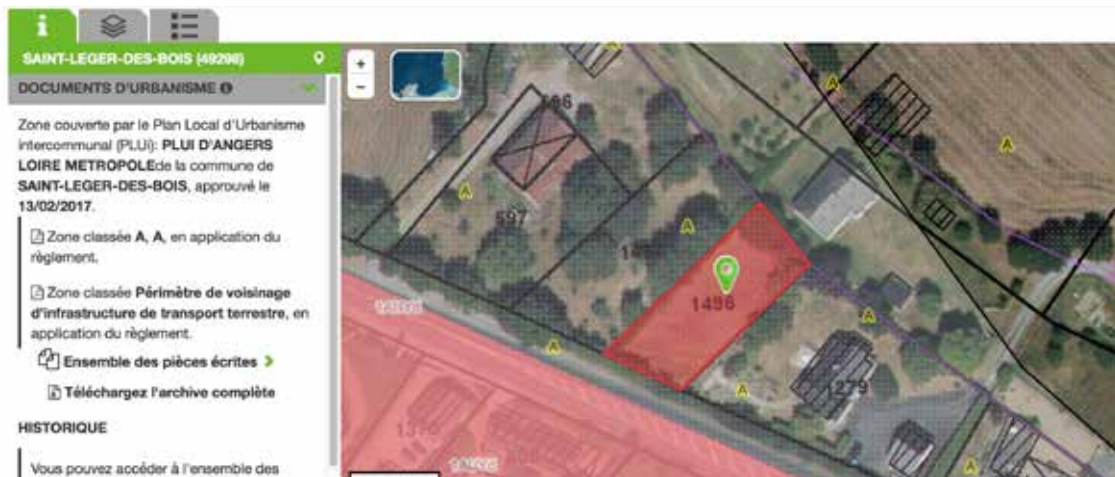 i
SAINT-LEGER-DES-BOIS (49298)
DOCUMENTS D'URBANISME
Zone couverte par le Plan Local d'Urbanisme
intercommunal (PLUi): PLUI D'ANGERS
LOIRE METROPOLEde la commune de
SAINT-LEGER-DES-BOIS, approuvé le
13/02/2017.
Zone classée A, A, en application du
règlement.
Zone classée Périmètre de voisinage
d'infrastructure de transport terrestre, en
application du règlement.
Ensemble des pièces écrites >
Téléchargez l'archive complète
HISTORIQUE
Vous pouvez accéder à l'ensemble des
+
−
A
A
A
597
A
A
1496
A
A
1279
A
A